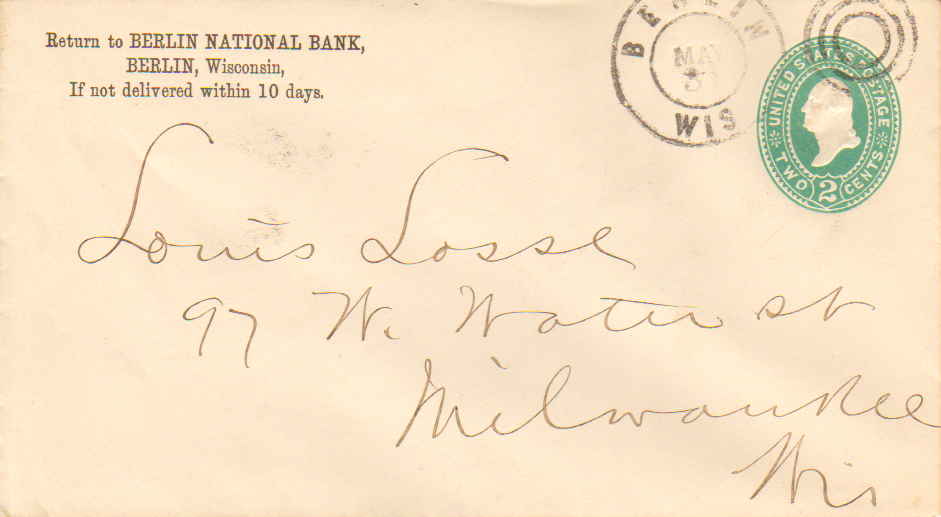 Return to BERLIN NATIONAL BANK,
BERLIN, Wisconsin,
If not delivered within 10 days.
BERLIN
MAY
WIS
UNITED STATES POSTAGE
TWO 2 CENTS
Louis Losse
97 W. Water st
Milwaukee
Wis